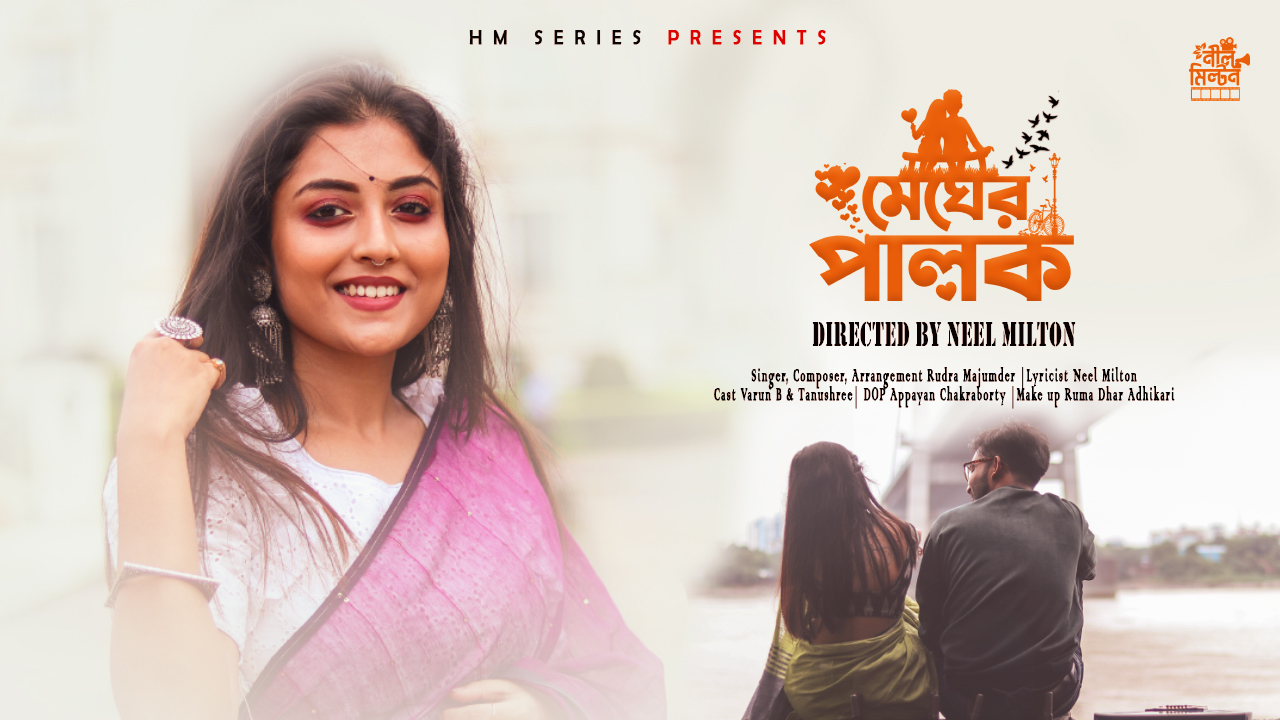 HM SERIES PRESENTS
নীল
মিল্টন
মেঘের
পালক
DIRECTED BY NEEL MILTON
Singer, Composer, Arrangement Rudra Majumder |Lyricist Neel Milton
Cast Varun B & Tanushree| DOP Appayan Chakraborty |Make up Ruma Dhar Adhikari